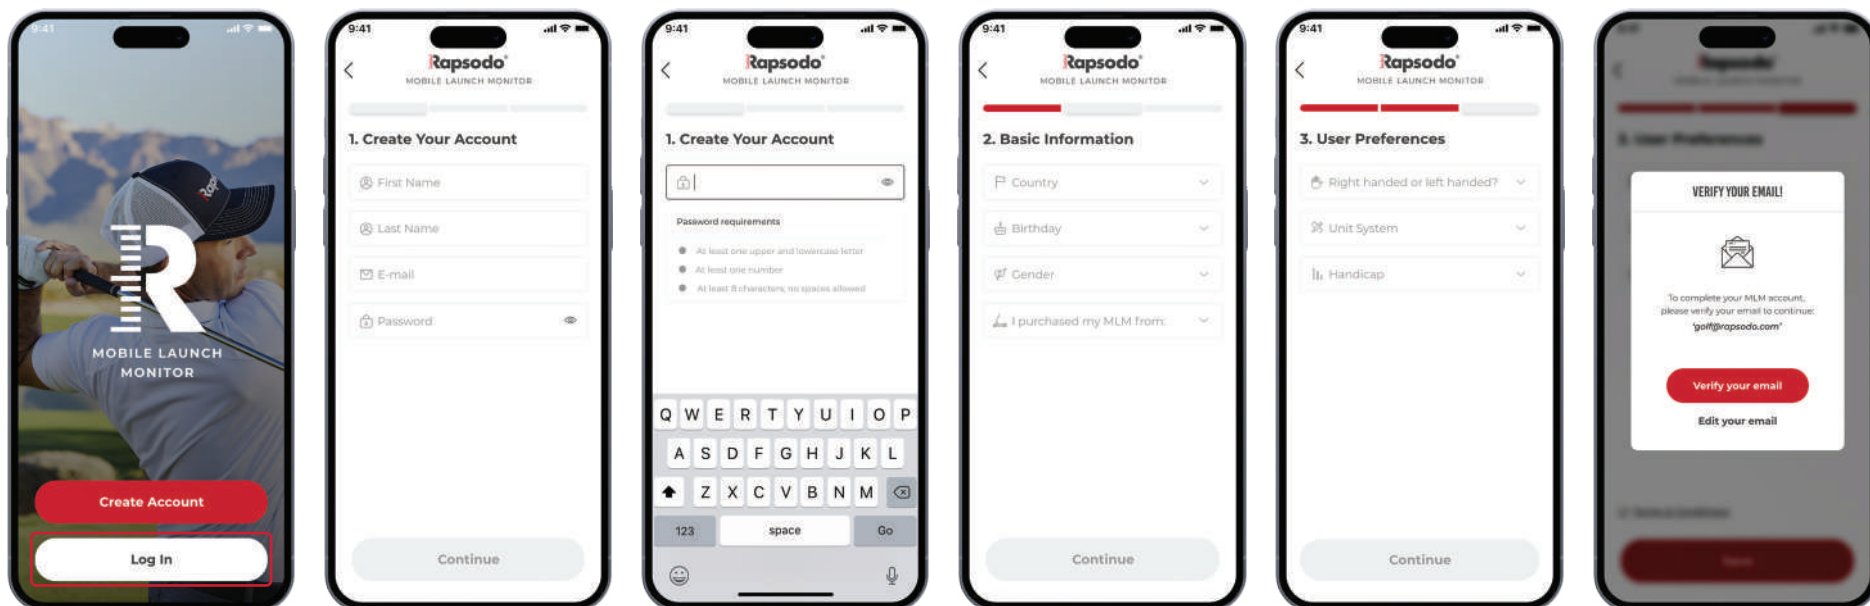 9:41
Rapsodo
R
MOBILE LAUNCH
MONITOR
Create Account
Log In
9:41
Rapsodo
MOBILE LAUNCH MONITOR
1. Create Your Account
First Name
Last Name
E-mail
Password
Continue
9:41
Rapsodo
MOBILE LAUNCH MONITOR
1. Create Your Account
Password requirements
At least one upper and lowercase letter
At least one number
At least 8 characters, no spaces allowed
Q W E R T Y U I O P
A S D F G H J K L
Z X C V B N M
123 space Go
9:41
Rapsodo
MOBILE LAUNCH MONITOR
2. Basic Information
Country
Birthday
Gender
I purchased my MLM from:
Continue
9:41
Rapsodo
MOBILE LAUNCH MONITOR
3. User Preferences
Right handed or left handed?
Unit System
Handicap
Continue
Rapsodo
3. User Preferences
VERIFY YOUR EMAIL!
To complete your MLM account,
please verify your email to continue:
"golf@rapsodo.com"
Verify your email
Edit your email